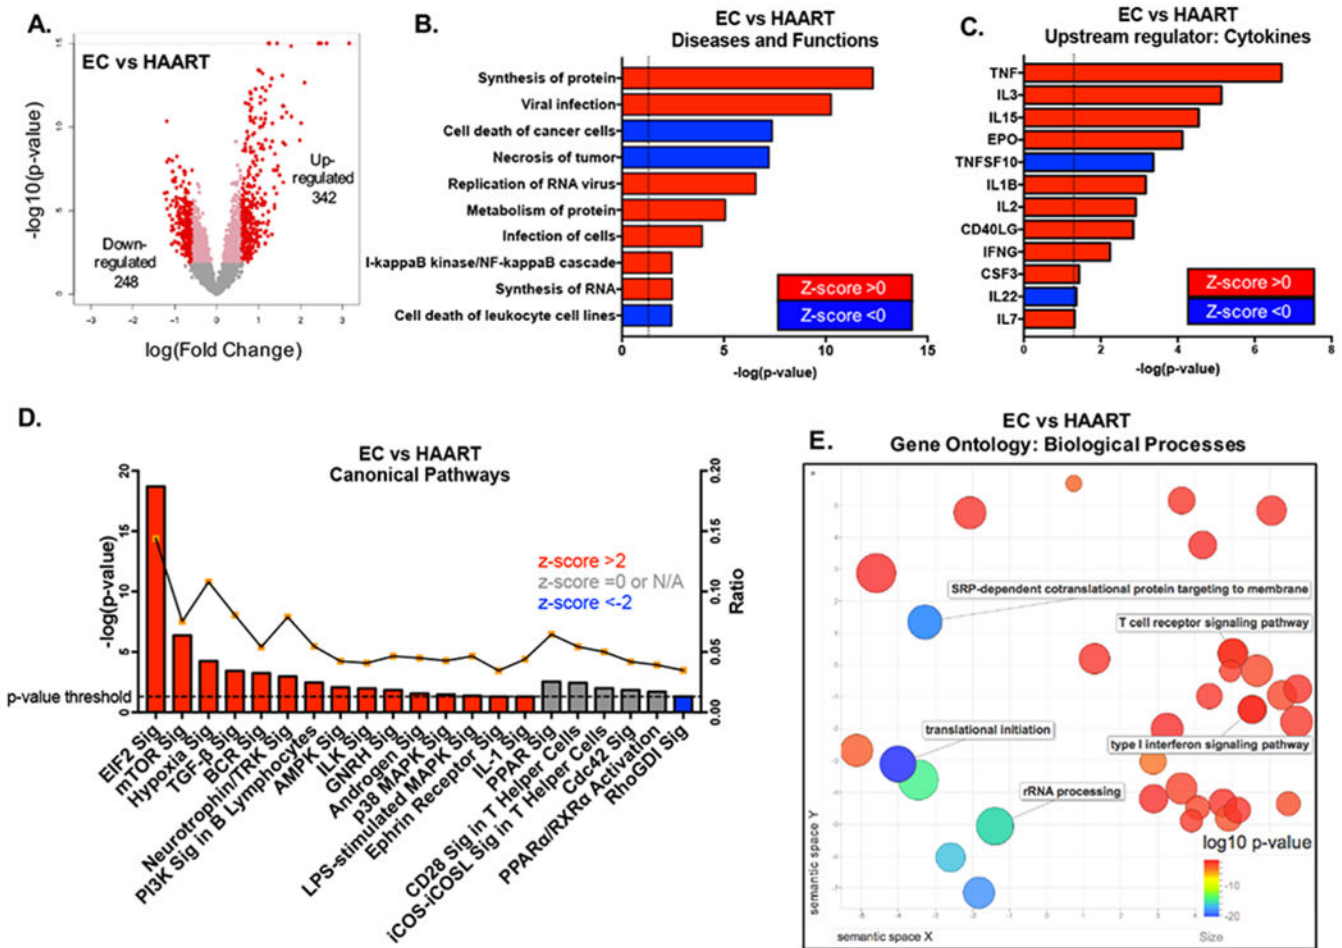 A.
EC vs HAART
-log10(p-value)
15
10
5
0
Up-
regulated
342
Down-
regulated
248
-3
-2
-1
0
1
2
3
log(Fold Change)
B.
EC vs HAART
Diseases and Functions
Synthesis of protein
Viral infection
Cell death of cancer cells
Necrosis of tumor
Replication of RNA virus
Metabolism of protein
Infection of cells
I-kappaB kinase/NF-kappaB cascade
Synthesis of RNA
Cell death of leukocyte cell lines
Z-score >0
Z-score <0
0
5
10
15
-log(p-value)
C.
EC vs HAART
Upstream regulator: Cytokines
TNF
IL3
IL15
EPO
TNFSF10
IL1B
IL2
CD40LG
IFNG
CSF3
IL22
IL7
Z-score >0
Z-score <0
0
2
4
6
8
-log(p-value)
D.
EC vs HAART
Canonical Pathways
20
15
10
5
0
-log(p-value)
p-value threshold
z-score >2
z-score =0 or N/A
z-score <-2
0.20
0.15
0.10
0.05
0.00
Ratio
EIF2 Sig
mTOR Sig
Hypoxia Sig
TGF-β Sig
BCR Sig
Neurotrophin/TRK Sig
PI3K Sig in B Lymphocytes
AMPK Sig
ILK Sig
GNRH Sig
Androgen Sig
p38 MAPK Sig
LPS-stimulated MAPK Sig
Ephrin Receptor Sig
IL-1 Sig
PPAR Sig
CD28 Sig in T Helper Cells
iCOS-iCOSL Sig in T Helper Cells
Cdc42 Sig
PPARα/RXRα Activation
RhoGDI Sig
E.
EC vs HAART
Gene Ontology: Biological Processes
SRP-dependent cotranslational protein targeting to membrane
T cell receptor signaling pathway
translational initiation
type I interferon signaling pathway
rRNA processing
semantic space Y
log10 p-value
-10
-20
Size
semantic space X